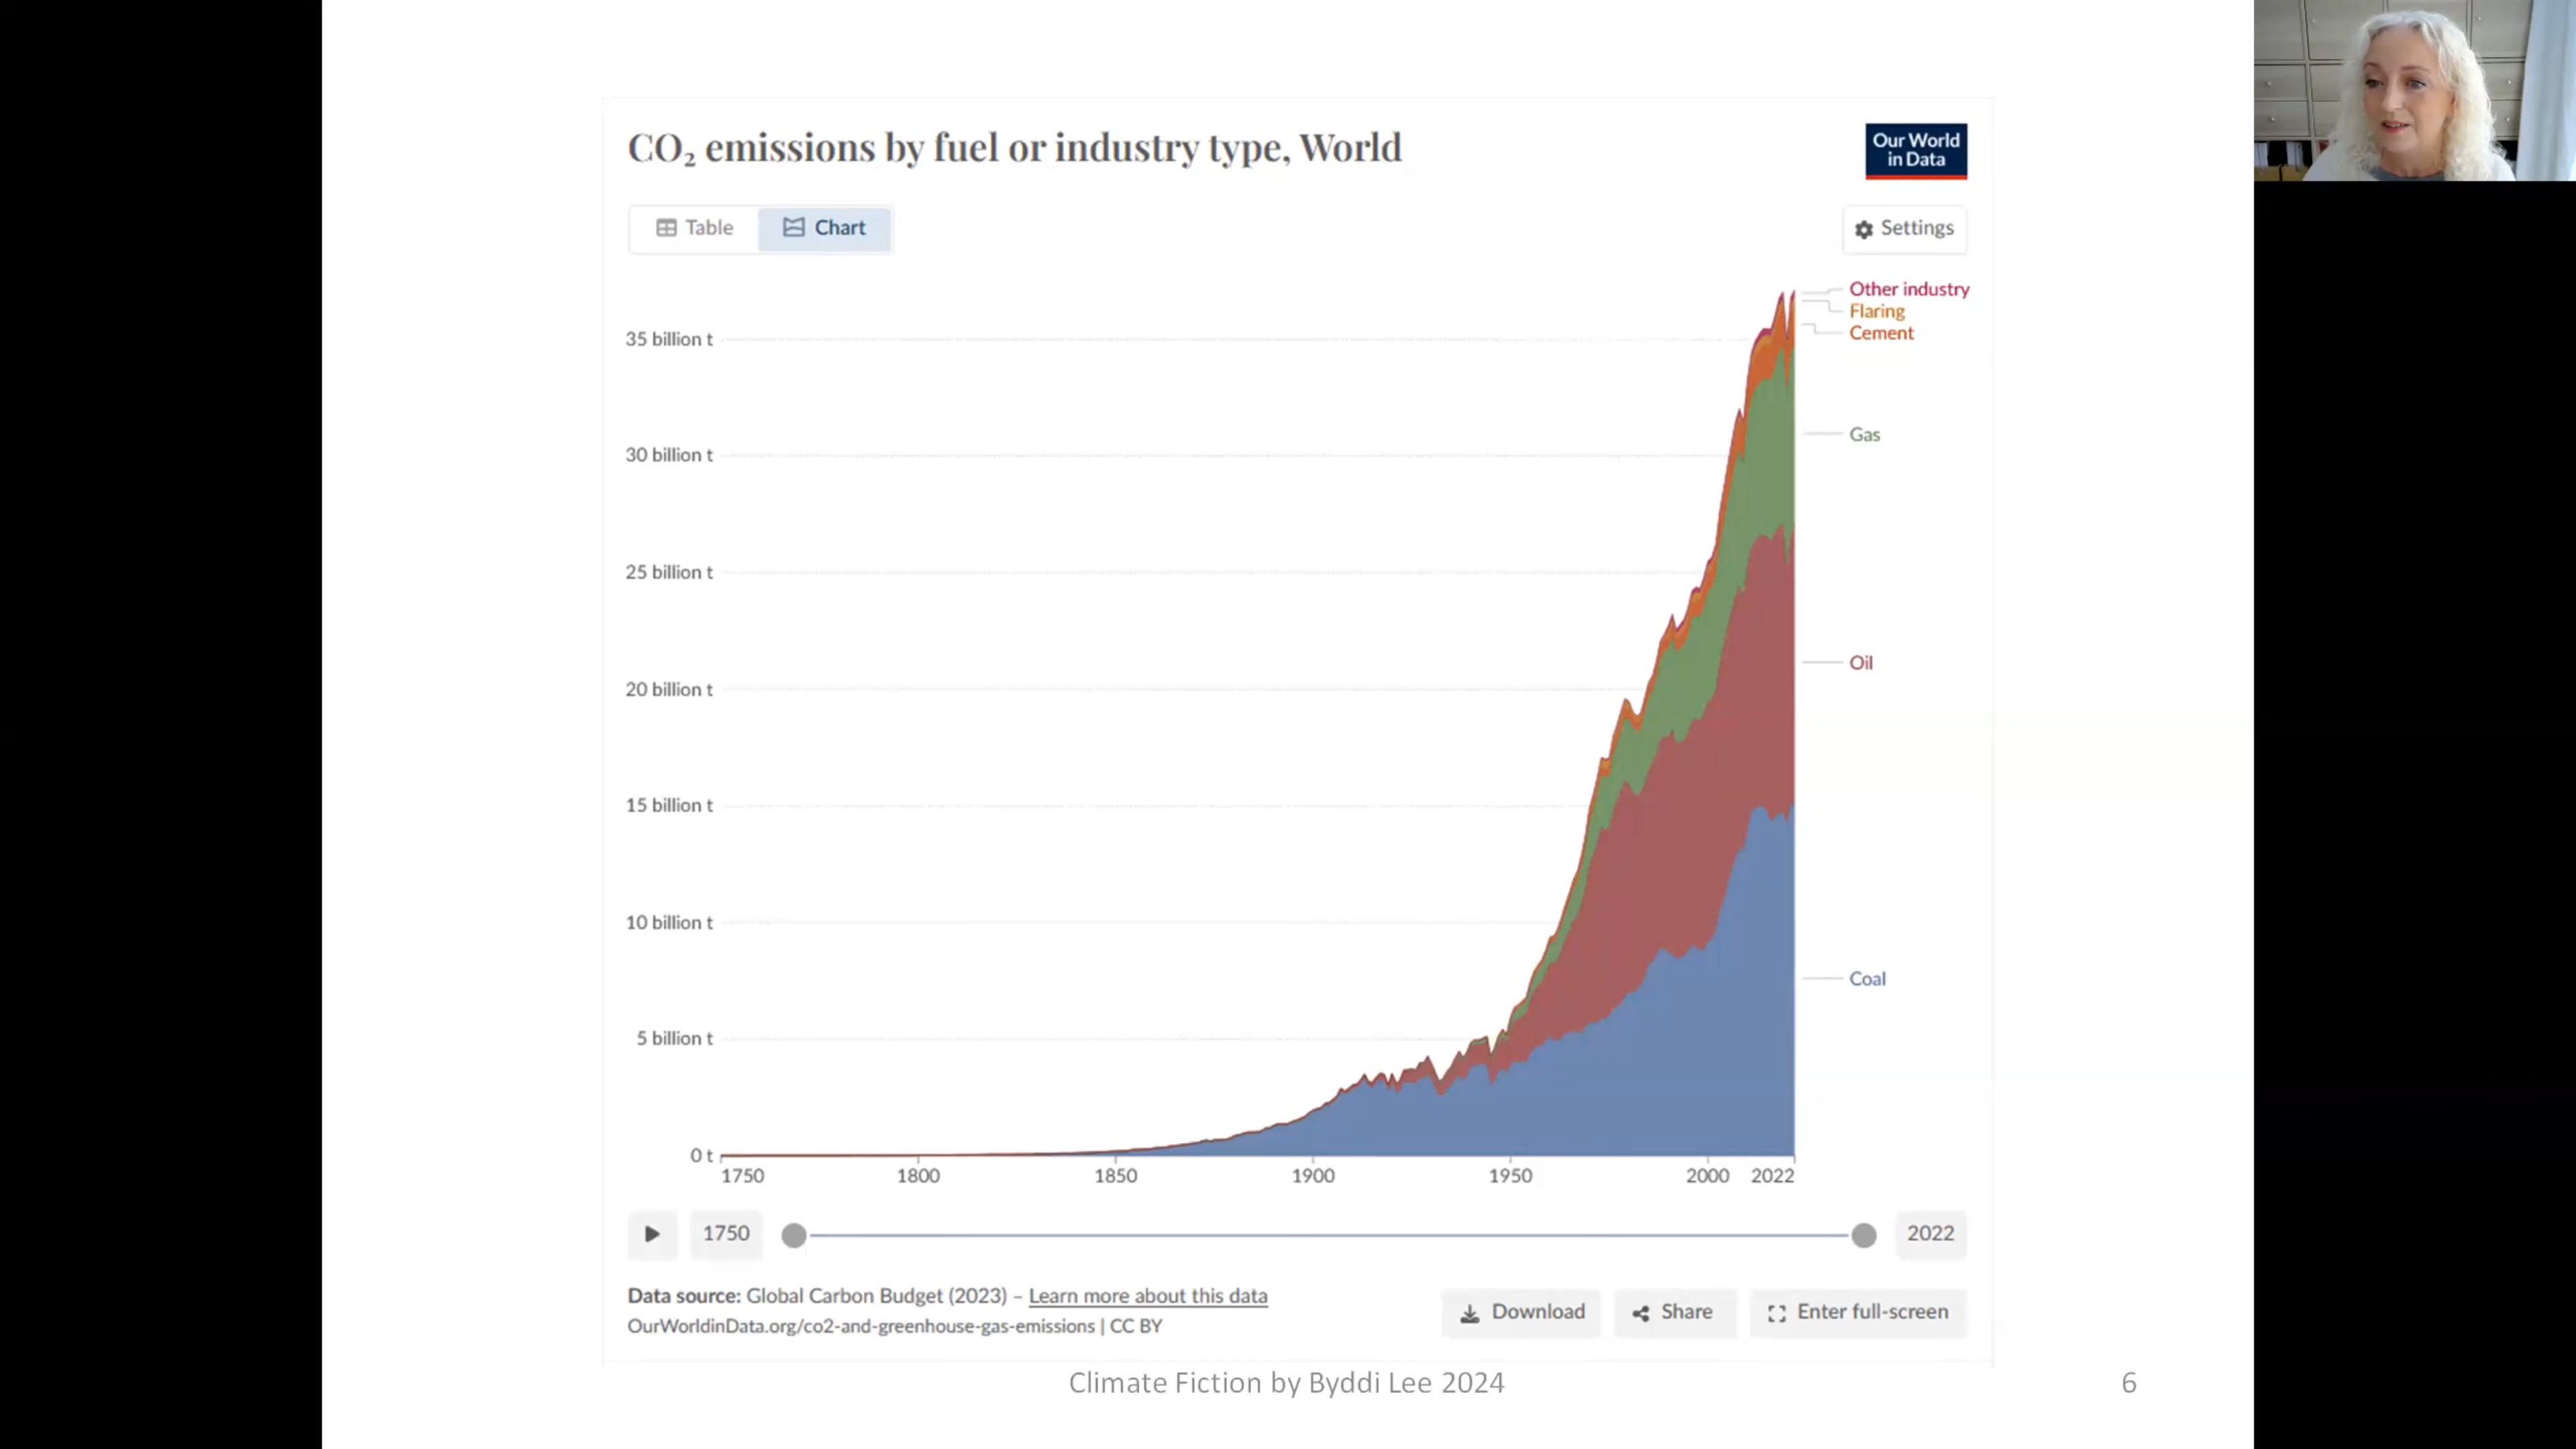 CO₂ emissions by fuel or industry type, World
Our World
in Data
Table
Chart
Settings
Other industry
Flaring
Cement
Gas
Oil
Coal
35 billion t
30 billion t
25 billion t
20 billion t
15 billion t
10 billion t
5 billion t
0 t
1750 1800 1850 1900 1950 2000 2022
1750
2022
Data source: Global Carbon Budget (2023) – Learn more about this data
OurWorldinData.org/co2-and-greenhouse-gas-emissions | CC BY
Download
Share
Enter full-screen
Climate Fiction by Byddi Lee 2024
6